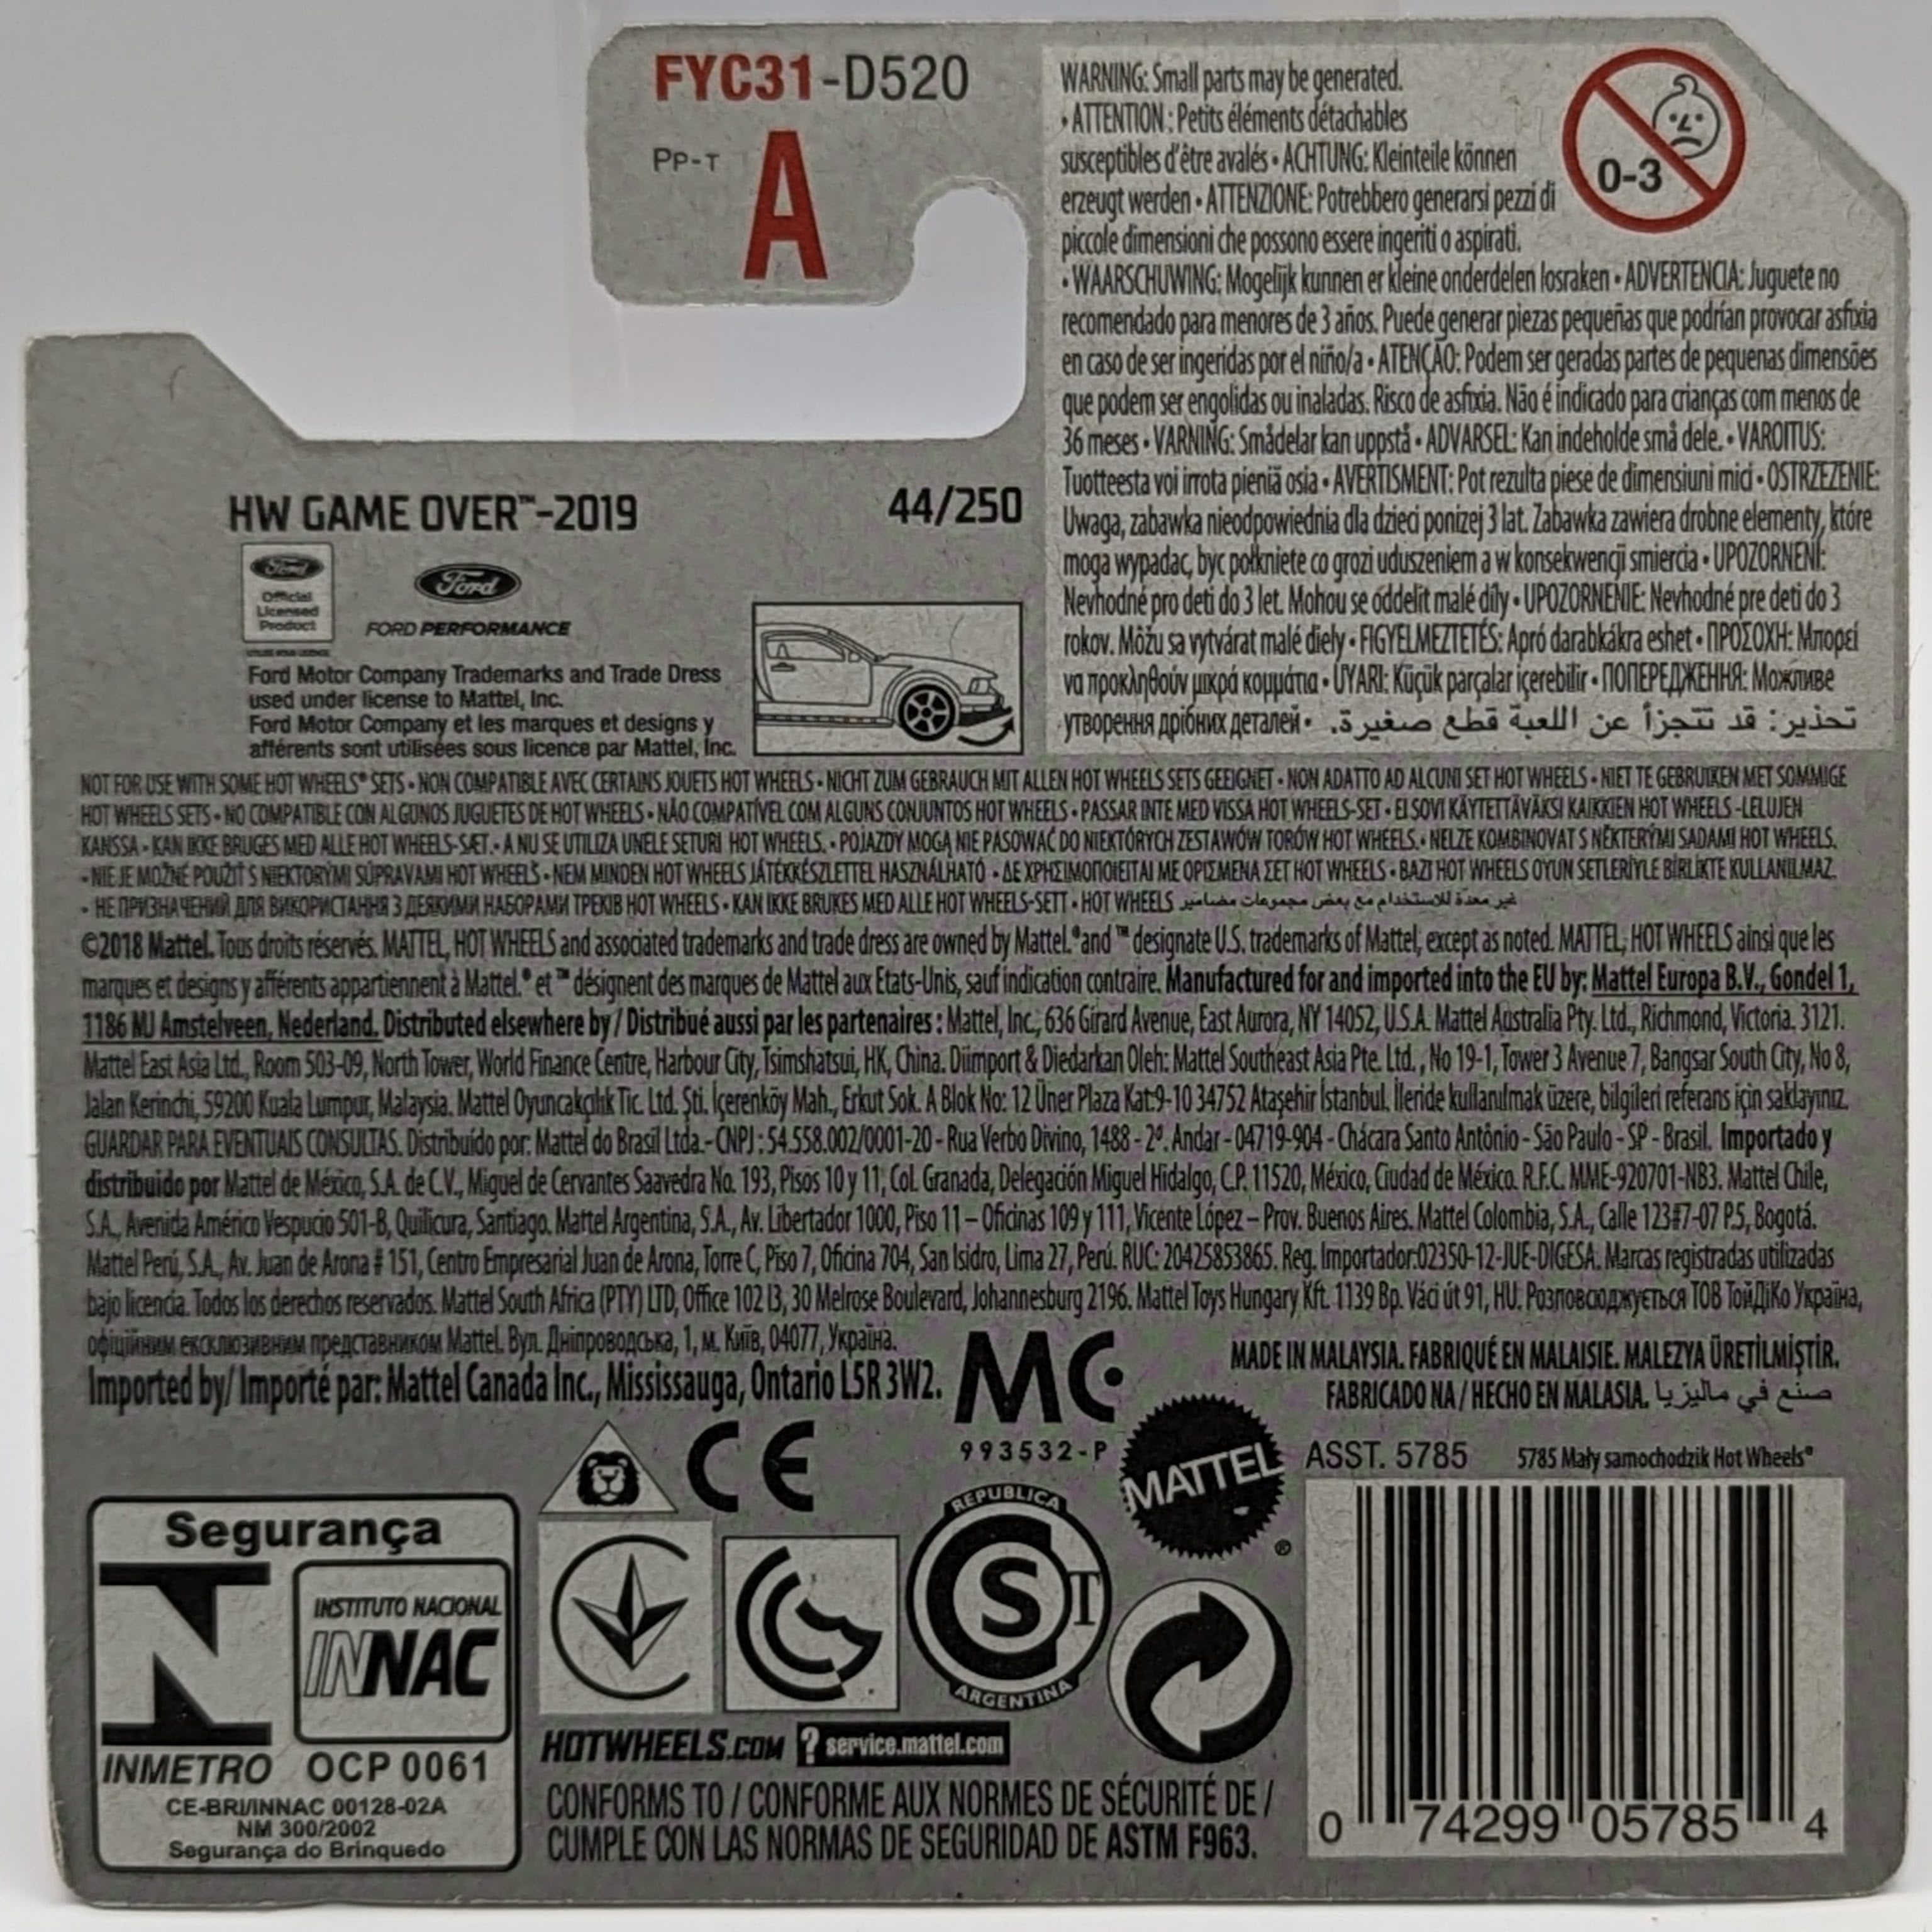 FYC31-D520
PP-T A
WARNING: Small parts may be generated.
• ATTENTION : Petits éléments détachables
susceptibles d'être avalés • ACHTUNG: Kleinteile können
erzeugt werden • ATTENZIONE: Potrebbero generarsi pezzi di
piccole dimensioni che possono essere ingeriti o aspirati.
0-3
• WAARSCHUWING: Mogelijk kunnen er kleine onderdelen losraken • ADVERTENCIA: Juguete no
recomendado para menores de 3 años. Puede generar piezas pequeñas que podrían provocar asfixia
en caso de ser ingeridas por el niño/a • ATENÇÃO: Podem ser geradas partes de pequenas dimensões
que podem ser engolidas ou inaladas. Risco de asfixia. Não é indicado para crianças com menos de
36 meses • VARNING: Smådelar kan uppstå • ADVARSEL: Kan indeholde små dele. • VAROITUS:
Tuotteesta voi irrota pieniä osia • AVERTISMENT: Pot rezulta piese de dimensiuni mici • OSTRZEZENIE:
Uwaga, zabawka nieodpowiednia dla dzieci ponizej 3 lat. Zabawka zawiera drobne elementy, które
moga wypadac, byc połkniete co grozi uduszeniem a w konsekwencji smiercia • UPOZORNENÍ:
Nevhodné pro deti do 3 let. Mohou se oddelit malé díly • UPOZORNENIE: Nevhodné pre deti do 3
rokov. Môžu sa vytvárat malé diely • FIGYELMEZTETÉS: Apró darabkákra eshet • ΠΡΟΣΟΧΗ: Μπορεί
να προκληθούν μικρά κομμάτια • UYARI: Küçük parçalar içerebilir • ПОПЕРЕДЖЕННЯ: Можливе
утворення дрібних деталей • تحذير: قد تتجزأ عن اللعبة قطع صغيرة.
HW GAME OVER™-2019
44/250
Ford
Official
Licensed
Product
Ford
FORD PERFORMANCE
Ford Motor Company Trademarks and Trade Dress
used under license to Mattel, Inc.
Ford Motor Company et les marques et designs y
afférents sont utilisées sous licence par Mattel, Inc.
NOT FOR USE WITH SOME HOT WHEELS® SETS • NON COMPATIBLE AVEC CERTAINS JOUETS HOT WHEELS • NICHT ZUM GEBRAUCH MIT ALLEN HOT WHEELS SETS GEEIGNET • NON ADATTO AD ALCUNI SET HOT WHEELS • NIET TE GEBRUIKEN MET SOMMIGE
HOT WHEELS SETS • NO COMPATIBLE CON ALGUNOS JUGUETES DE HOT WHEELS • NÃO COMPATÍVEL COM ALGUNS CONJUNTOS HOT WHEELS • PASSAR INTE MED VISSA HOT WHEELS-SET • EI SOVI KÄYTETTÄVÄKSI KAIKKIEN HOT WHEELS -LELUJEN
KANSSA • KAN IKKE BRUGES MED ALLE HOT WHEELS-SÆT. • A NU SE UTILIZA UNELE SETURI HOT WHEELS. • POJAZDY MOGĄ NIE PASOWAĆ DO NIEKTÓRYCH ZESTAWÓW TORÓW HOT WHEELS. • NELZE KOMBINOVAT S NĚKTERÝMI SADAMI HOT WHEELS.
• NIE JE MOŽNÉ POUŽIŤ S NIEKTORÝMI SÚPRAVAMI HOT WHEELS • NEM MINDEN HOT WHEELS JÁTÉKKÉSZLETTEL HASZNÁLHATÓ • ΔΕ ΧΡΗΣΙΜΟΠΟΙΕΙΤΑΙ ΜΕ ΟΡΙΣΜΕΝΑ ΣΕΤ HOT WHEELS • BAZI HOT WHEELS OYUN SETLERİYLE BİRLİKTE KULLANILMAZ.
• НЕ ПРИЗНАЧЕНИЙ ДЛЯ ВИКОРИСТАННЯ З ДЕЯКИМИ НАБОРАМИ ТРЕКІВ HOT WHEELS • KAN IKKE BRUKES MED ALLE HOT WHEELS-SETT • HOT WHEELS غير معدّة للاستخدام مع بعض مجموعات مضامير
©2018 Mattel. Tous droits réservés. MATTEL, HOT WHEELS and associated trademarks and trade dress are owned by Mattel. ® and ™ designate U.S. trademarks of Mattel, except as noted. MATTEL, HOT WHEELS ainsi que les
marques et designs y afférents appartiennent à Mattel. ® et ™ désignent des marques de Mattel aux Etats-Unis, sauf indication contraire. Manufactured for and imported into the EU by: Mattel Europa B.V., Gondel 1,
1186 MJ Amstelveen, Nederland. Distributed elsewhere by / Distribué aussi par les partenaires : Mattel, Inc., 636 Girard Avenue, East Aurora, NY 14052, U.S.A. Mattel Australia Pty. Ltd., Richmond, Victoria. 3121.
Mattel East Asia Ltd., Room 503-09, North Tower, World Finance Centre, Harbour City, Tsimshatsui, HK, China. Diimport & Diedarkan Oleh: Mattel Southeast Asia Pte. Ltd. , No 19-1, Tower 3 Avenue 7, Bangsar South City, No 8,
Jalan Kerinchi, 59200 Kuala Lumpur, Malaysia. Mattel Oyuncakçılık Tic. Ltd. Şti. İçerenköy Mah., Erkut Sok. A Blok No: 12 Üner Plaza Kat:9-10 34752 Ataşehir İstanbul. İleride kullanılmak üzere, bilgileri referans için saklayınız.
GUARDAR PARA EVENTUAIS CONSULTAS. Distribuído por: Mattel do Brasil Ltda.- CNPJ : 54.558.002/0001-20 - Rua Verbo Divino, 1488 - 2º. Andar - 04719-904 - Chácara Santo Antônio - São Paulo - SP - Brasil. Importado y
distribuido por Mattel de México, S.A. de C.V., Miguel de Cervantes Saavedra No. 193, Pisos 10 y 11, Col. Granada, Delegación Miguel Hidalgo, C.P. 11520, México, Ciudad de México. R.F.C. MME-920701-NB3. Mattel Chile,
S.A., Avenida Américo Vespucio 501-B, Quilicura, Santiago. Mattel Argentina, S.A., Av. Libertador 1000, Piso 11 – Oficinas 109 y 111, Vicente López – Prov. Buenos Aires. Mattel Colombia, S.A., Calle 123#7-07 P.5, Bogotá.
Mattel Perú, S.A., Av. Juan de Arona # 151, Centro Empresarial Juan de Arona, Torre C, Piso 7, Oficina 704, San Isidro, Lima 27, Perú. RUC: 20425853865. Reg. Importador:02350-12-JUE-DIGESA. Marcas registradas utilizadas
bajo licencia. Todos los derechos reservados. Mattel South Africa (PTY) LTD, Office 102 I3, 30 Melrose Boulevard, Johannesburg 2196. Mattel Toys Hungary Kft. 1139 Bp. Váci út 91, HU. Розповсюджується ТОВ ТойДіКо Україна,
офіційним ексклюзивним представником Mattel. Вул. Дніпроводська, 1, м. Київ, 04077, Україна.
Imported by/ Importé par: Mattel Canada Inc., Mississauga, Ontario L5R 3W2.
MC
993532-P
MADE IN MALAYSIA. FABRIQUÉ EN MALAISIE. MALEZYA ÜRETİLMİŞTİR.
FABRICADO NA / HECHO EN MALASIA. صنع في ماليزيا
CE
MATTEL ®
ASST. 5785 5785 Mały samochodzik Hot Wheels®
Segurança
INSTITUTO NACIONAL
INNAC
INMETRO OCP 0061
CE-BRI/INNAC 00128-02A
NM 300/2002
Segurança do Brinquedo
REPUBLICA
S T
ARGENTINA
HOTWHEELS.COM ? service.mattel.com
CONFORMS TO / CONFORME AUX NORMES DE SÉCURITÉ DE /
CUMPLE CON LAS NORMAS DE SEGURIDAD DE ASTM F963.
0 74299 05785 4